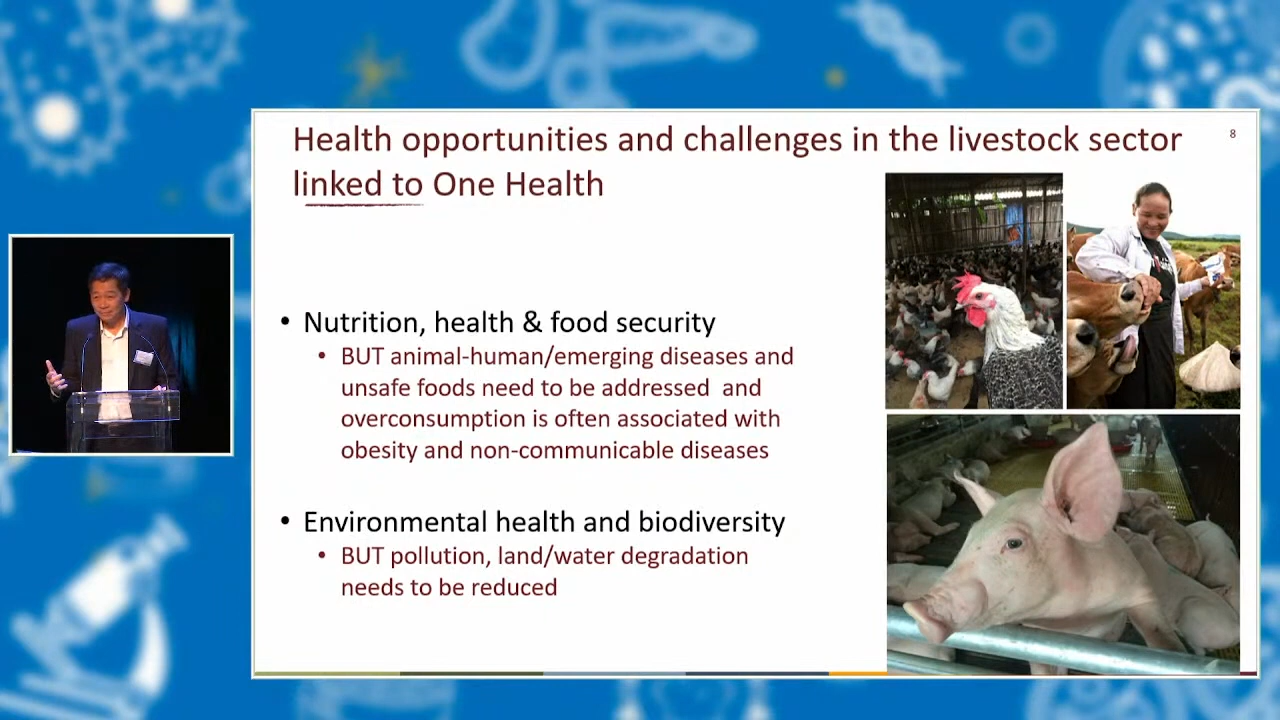 Health opportunities and challenges in the livestock sector
linked to One Health
8
• Nutrition, health & food security
• BUT animal-human/emerging diseases and
unsafe foods need to be addressed and
overconsumption is often associated with
obesity and non-communicable diseases
• Environmental health and biodiversity
• BUT pollution, land/water degradation
needs to be reduced